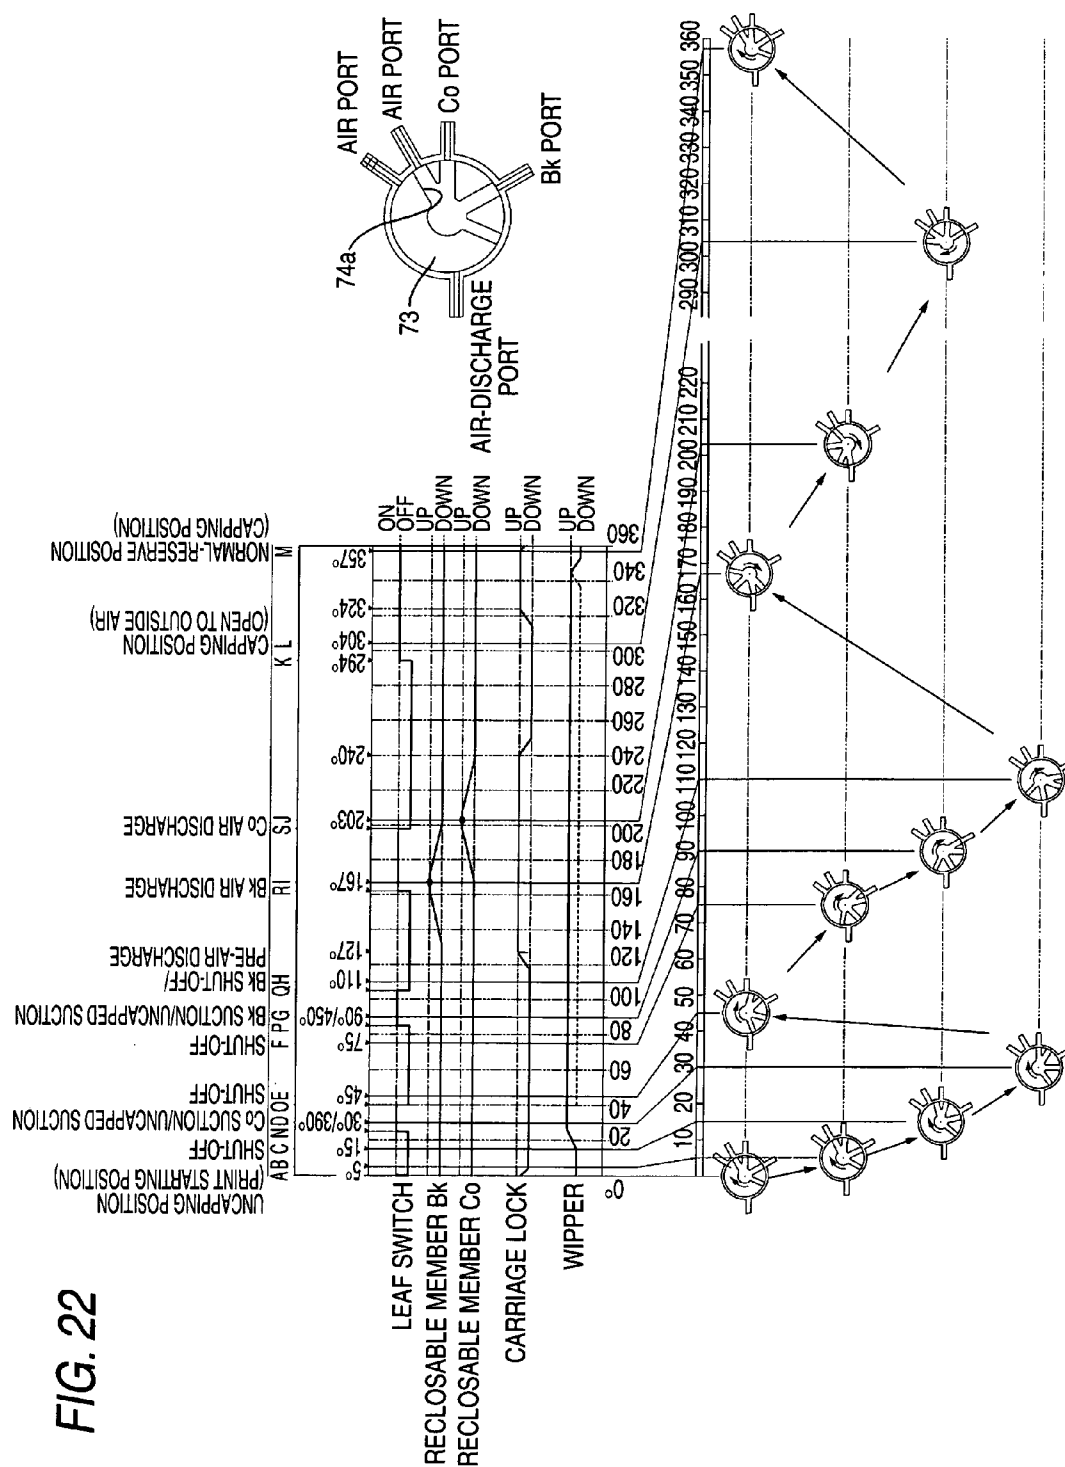 FIG. 22
UNCAPPING POSITION
(PRINT STARTING POSITION)
SHUT-OFF
Co SUCTION/UNCAPPED SUCTION
SHUT-OFF
SHUT-OFF
Bk SUCTION/UNCAPPED SUCTION
Bk SHUT-OFF/
PRE-AIR DISCHARGE
Bk AIR DISCHARGE
Co AIR DISCHARGE
CAPPING POSITION
(OPEN TO OUTSIDE AIR)
NORMAL-RESERVE POSITION
(CAPPING POSITION)
A B C N D O E F P G Q H R I S J K L M
5° 15° 30°/390° 45° 75° 90°/450° 110° 127° 167° 203° 240° 294° 304° 324° 357°
LEAF SWITCH
ON
OFF
RECLOSABLE MEMBER Bk
UP
DOWN
RECLOSABLE MEMBER Co
UP
DOWN
CARRIAGE LOCK
UP
DOWN
WIPPER
UP
DOWN
0° 20 40 60 80 100 120 140 160 180 200 220 240 260 280 300 320 340 360
AIR PORT
AIR PORT
Co PORT
Bk PORT
74a
73
AIR-DISCHARGE
PORT
10 20 30 40 50 60 70 80 90 100 110 120 130 140 150 160 170 180 190 200 210 220 290 300 310 320 330 340 350 360